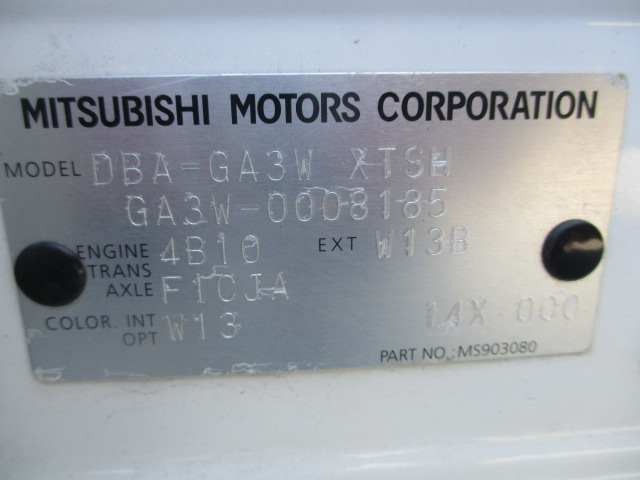 MITSUBISHI MOTORS CORPORATION
MODEL DBA-GA3W XTSH
GA3W-0008185
ENGINE 4B10 EXT W13B
TRANS AXLE F1CJA
COLOR. INT OPT W13 14X 000
PART NO.: MS903080